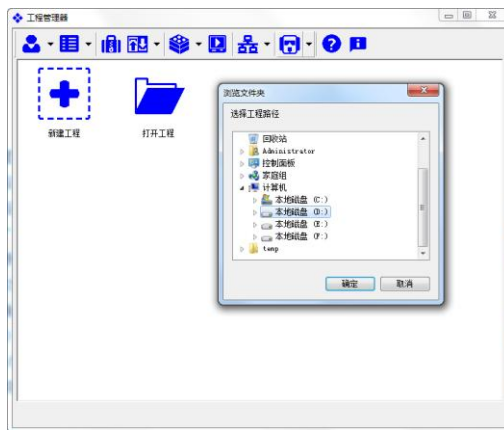 工程管理器
新建工程
打开工程
浏览文件夹
选择工程路径
回收站
Administrator
控制面板
家庭组
计算机
本地磁盘 (C:)
本地磁盘 (D:)
本地磁盘 (E:)
本地磁盘 (F:)
temp
确定
取消